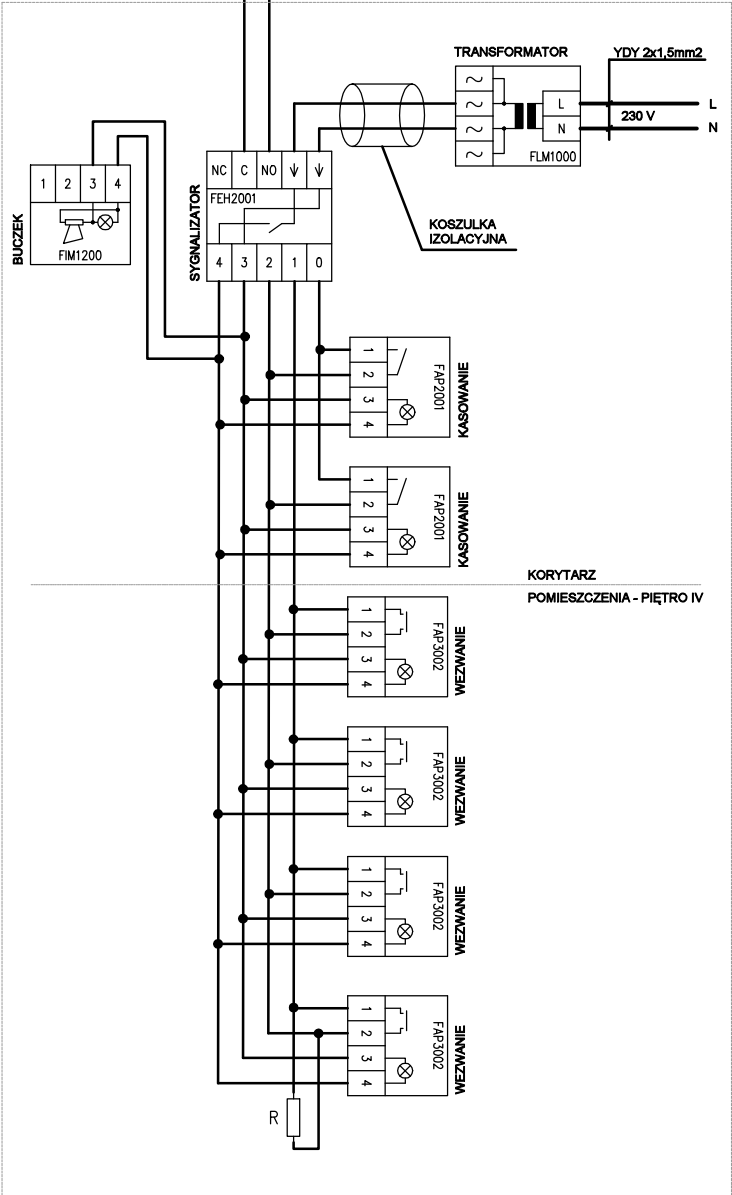 TRANSFORMATOR
YDY 2x1,5mm2
L
L
230 V
N
N
FLM1000
NC C NO
FEH2001
SYGNALIZATOR
4 3 2 1 0
1 2 3 4
BUCZEK
FIM1200
KOSZULKA
IZOLACYJNA
1
2
3
4
FAP2001
KASOWANIE
1
2
3
4
FAP2001
KASOWANIE
KORYTARZ
POMIESZCZENIA - PIĘTRO IV
1
2
3
4
FAP3002
WEZWANIE
1
2
3
4
FAP3002
WEZWANIE
1
2
3
4
FAP3002
WEZWANIE
1
2
3
4
FAP3002
WEZWANIE
R